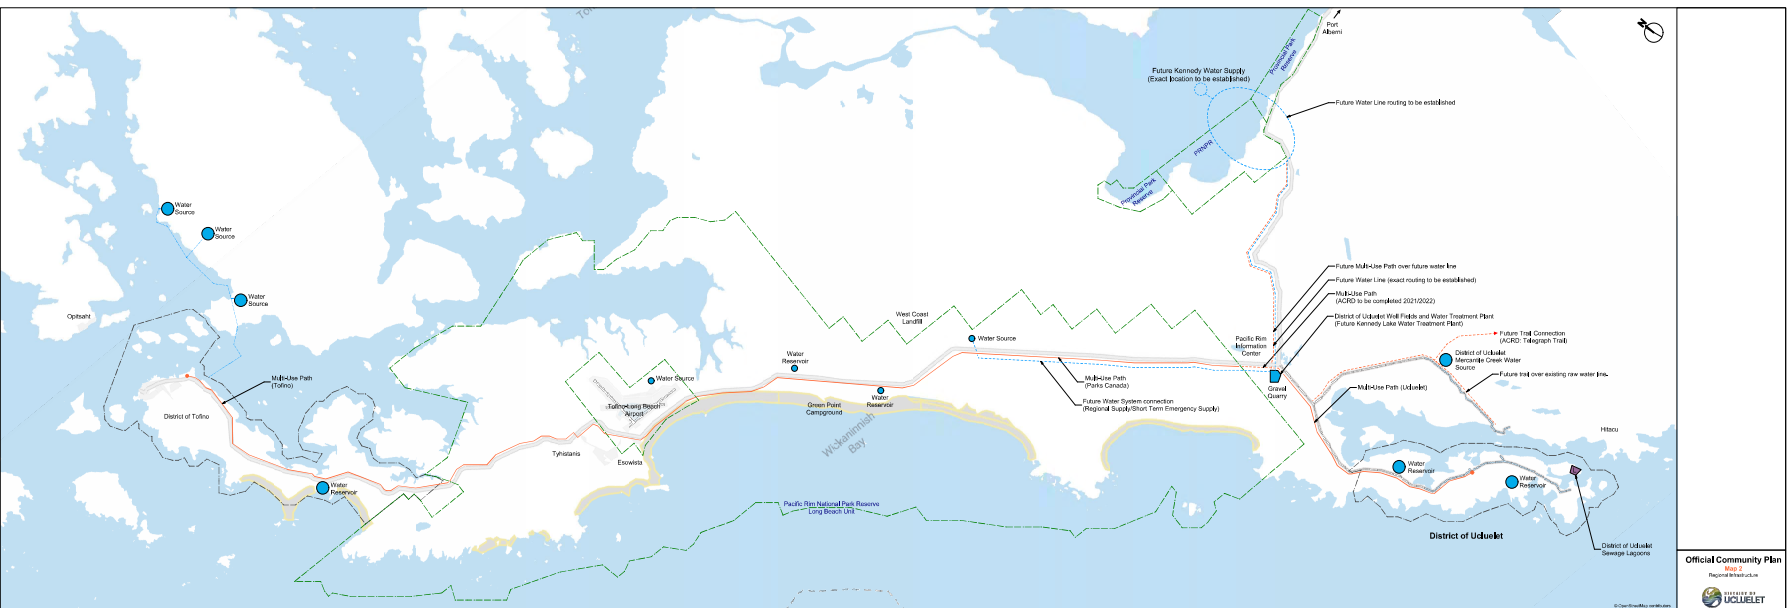 Port
Alberni
Provincial Park
Reserve
Future Kennedy Water Supply
(Exact location to be established)
Future Water Line routing to be established
PRNPR
Provincial Park
Reserve
Water
Source
Water
Source
Water
Source
Opitsaht
Future Multi-Use Path over future water line
Future Water Line (exact routing to be established)
Multi-Use Path
(ACRD to be completed 2021/2022)
District of Ucluelet Well Fields and Water Treatment Plant
(Future Kennedy Lake Water Treatment Plant)
West Coast
Landfill
Water Source
Pacific Rim
Information
Center
Future Trail Connection
(ACRD: Telegraph Trail)
District of Ucluelet
Mercantile Creek Water
Source
Future trail over existing raw water line
Water
Reservoir
Water Source
Multi-Use Path
(Tofino)
Multi-Use Path
(Parks Canada)
Gravel
Quarry
Multi-Use Path (Ucluelet)
Water
Reservoir
Future Water System connection
(Regional Supply/Short Term Emergency Supply)
Green Point
Campground
Tofino-Long Beach
Airport
District of Tofino
Wickaninnish
Bay
Hitacu
Tyhistanis
Esowista
Water
Reservoir
Water
Reservoir
Water
Reservoir
Pacific Rim National Park Reserve
Long Beach Unit
District of Ucluelet
District of Ucluelet
Sewage Lagoons
Official Community Plan
Map 2
Regional Infrastructure
DISTRICT OF
UCLUELET
© OpenStreetMap contributors